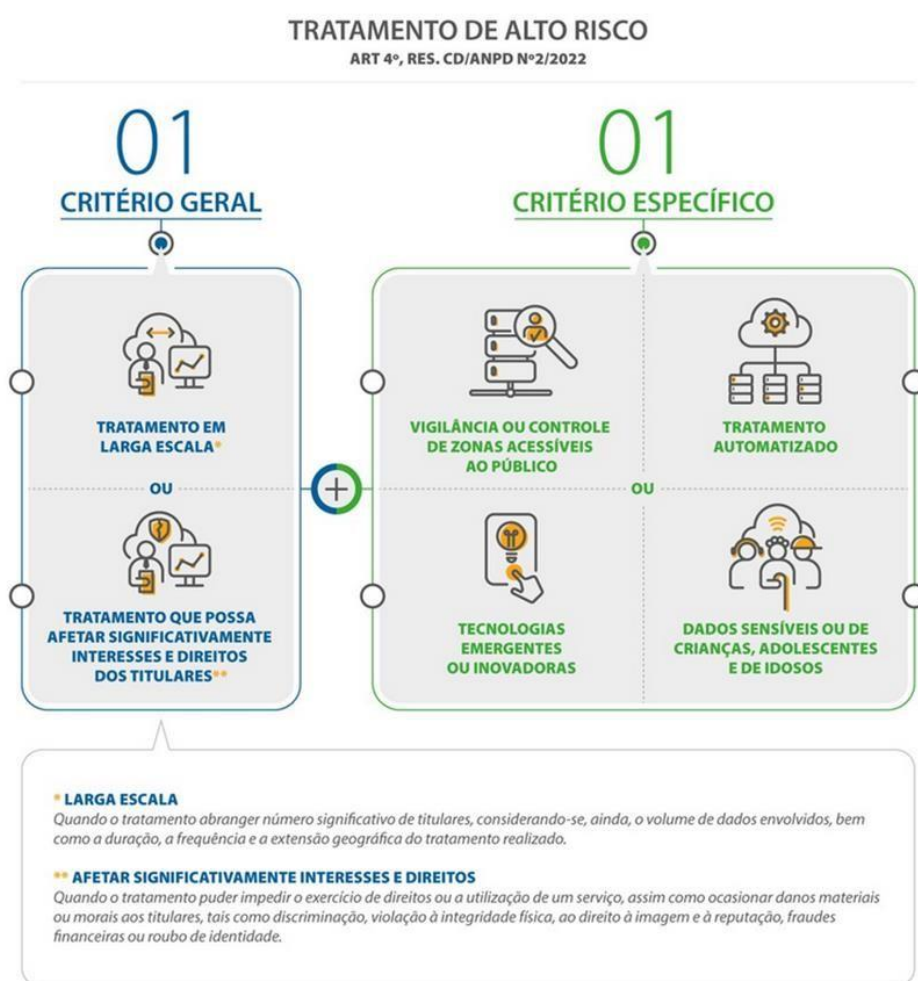 TRATAMENTO DE ALTO RISCO
ART 4º, RES. CD/ANPD Nº2/2022
01
CRITÉRIO GERAL
TRATAMENTO EM
LARGA ESCALA*
OU
TRATAMENTO QUE POSSA
AFETAR SIGNIFICATIVAMENTE
INTERESSES E DIREITOS
DOS TITULARES**
+
01
CRITÉRIO ESPECÍFICO
VIGILÂNCIA OU CONTROLE
DE ZONAS ACESSÍVEIS
AO PÚBLICO
TRATAMENTO
AUTOMATIZADO
OU
TECNOLOGIAS
EMERGENTES
OU INOVADORAS
DADOS SENSÍVEIS OU DE
CRIANÇAS, ADOLESCENTES
E DE IDOSOS
* LARGA ESCALA
Quando o tratamento abranger número significativo de titulares, considerando-se, ainda, o volume de dados envolvidos, bem
como a duração, a frequência e a extensão geográfica do tratamento realizado.
** AFETAR SIGNIFICATIVAMENTE INTERESSES E DIREITOS
Quando o tratamento puder impedir o exercício de direitos ou a utilização de um serviço, assim como ocasionar danos materiais
ou morais aos titulares, tais como discriminação, violação à integridade física, ao direito à imagem e à reputação, fraudes
financeiras ou roubo de identidade.